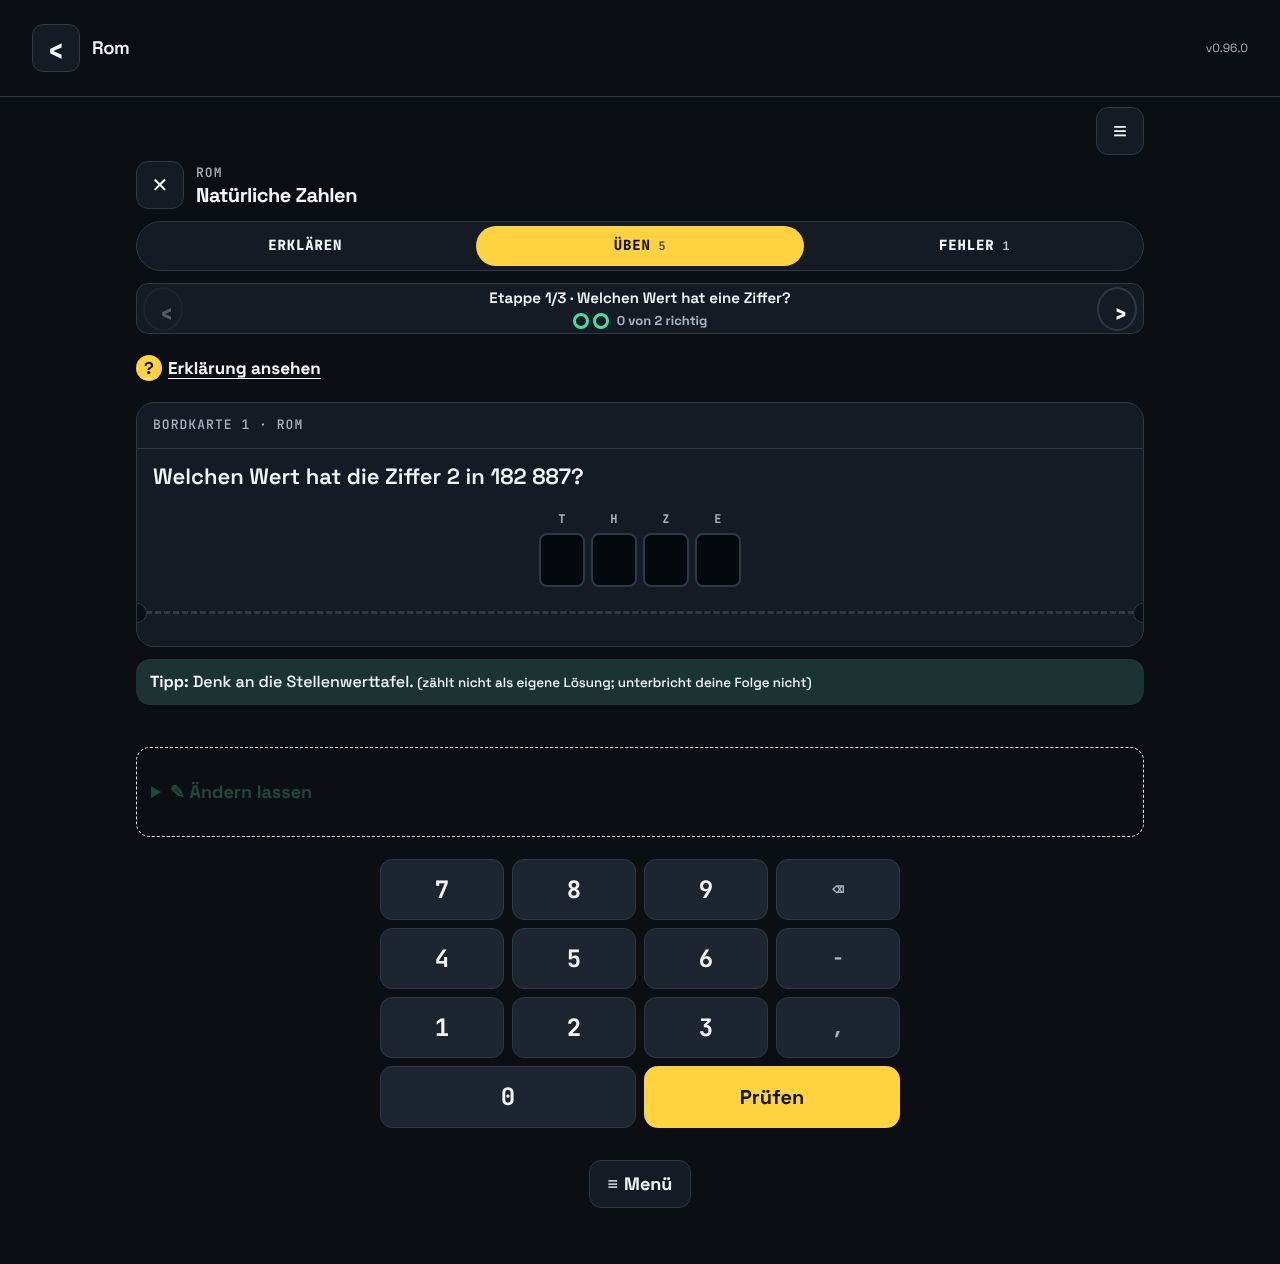 < Rom
v0.96.0
≡
✕
ROM
Natürliche Zahlen
ERKLÄREN
ÜBEN 5
FEHLER 1
<
Etappe 1/3 · Welchen Wert hat eine Ziffer?
>
0 von 2 richtig
? Erklärung ansehen
BORDKARTE 1 · ROM
Welchen Wert hat die Ziffer 2 in 182 887?
T H Z E
Tipp: Denk an die Stellenwerttafel. (zählt nicht als eigene Lösung; unterbricht deine Folge nicht)
▶ ✎ Ändern lassen
7 8 9 ⌫
4 5 6 -
1 2 3 ,
0 Prüfen
≡ Menü